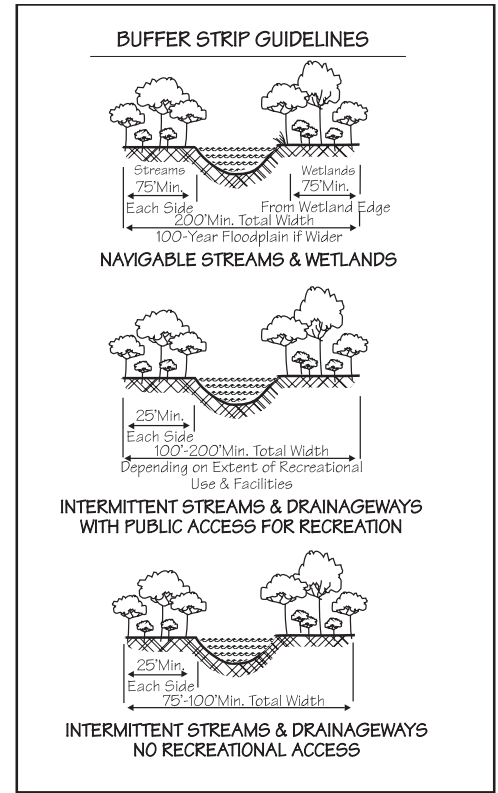 BUFFER STRIP GUIDELINES
Streams
75'Min.
Each Side
Wetlands
75'Min.
From Wetland Edge
200'Min. Total Width
100-Year Floodplain if Wider
NAVIGABLE STREAMS & WETLANDS
25'Min.
Each Side
100'-200'Min. Total Width
Depending on Extent of Recreational
Use & Facilities
INTERMITTENT STREAMS & DRAINAGEWAYS
WITH PUBLIC ACCESS FOR RECREATION
25'Min.
Each Side
75'-100'Min. Total Width
INTERMITTENT STREAMS & DRAINAGEWAYS
NO RECREATIONAL ACCESS